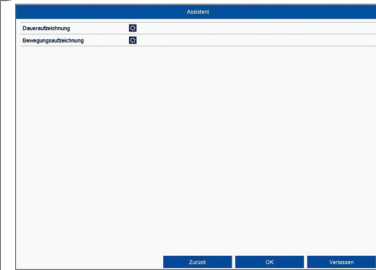 Assistent
Daueraufzeichnung
Bewegungsaufzeichnung
Zurück OK Verlassen